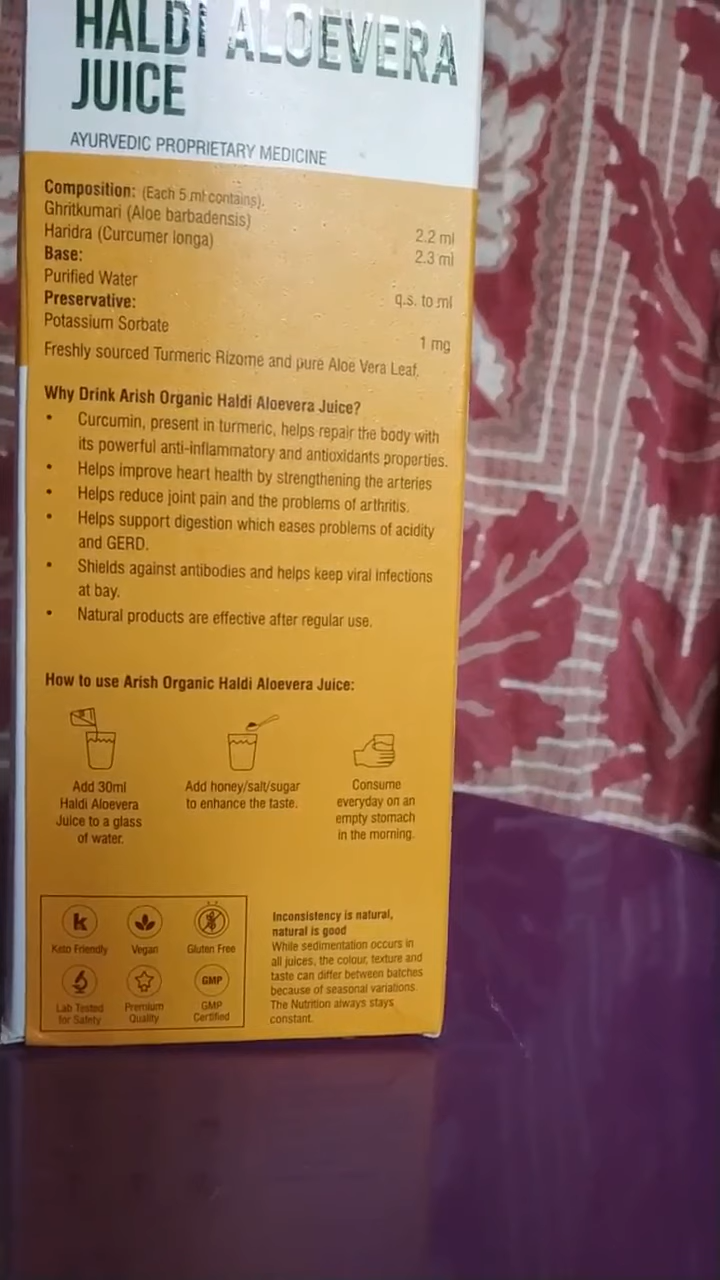 HALDI ALOEVERA
JUICE
AYURVEDIC PROPRIETARY MEDICINE
Composition: (Each 5 ml contains).
Ghritkumari (Aloe barbadensis) 2.2 ml
Haridra (Curcumer longa) 2.3 ml
Base:
Purified Water q.s. to ml
Preservative:
Potassium Sorbate 1 mg
Freshly sourced Turmeric Rizome and pure Aloe Vera Leaf.
Why Drink Arish Organic Haldi Aloevera Juice?
• Curcumin, present in turmeric, helps repair the body with
its powerful anti-inflammatory and antioxidants properties.
• Helps improve heart health by strengthening the arteries
• Helps reduce joint pain and the problems of arthritis.
• Helps support digestion which eases problems of acidity
and GERD.
• Shields against antibodies and helps keep viral infections
at bay.
• Natural products are effective after regular use.
How to use Arish Organic Haldi Aloevera Juice:
Add 30ml
Haldi Aloevera
Juice to a glass
of water.
Add honey/salt/sugar
to enhance the taste.
Consume
everyday on an
empty stomach
in the morning.
k
Keto Friendly
Vegan
Gluten Free
Lab Tested
for Safety
Premium
Quality
GMP
GMP
Certified
Inconsistency is natural,
natural is good
While sedimentation occurs in
all juices, the colour, texture and
taste can differ between batches
because of seasonal variations.
The Nutrition always stays
constant.